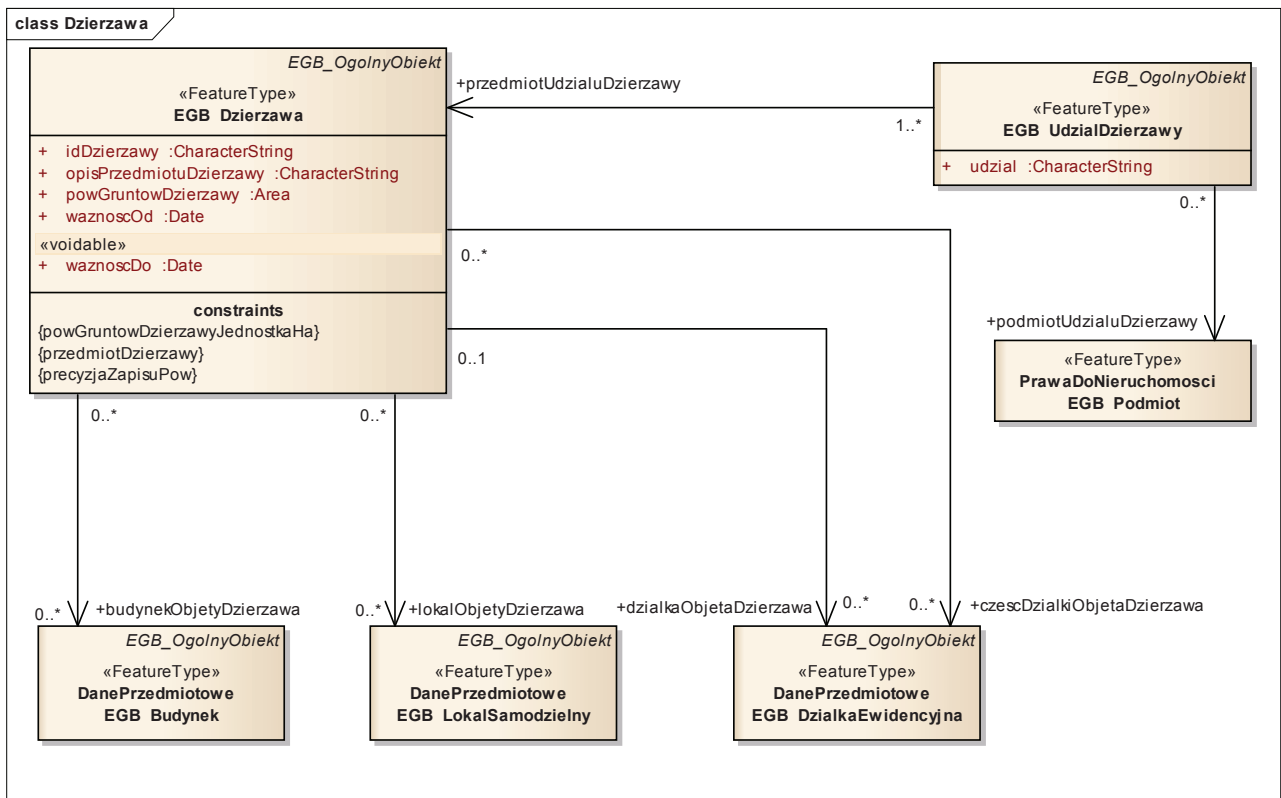 class Dzierzawa
EGB_OgolnyObiekt
«FeatureType»
EGB_Dzierzawa
+ idDzierzawy :CharacterString
+ opisPrzedmiotuDzierzawy :CharacterString
+ powGruntowDzierzawy :Area
+ waznoscOd :Date
«voidable»
+ waznoscDo :Date
constraints
{powGruntowDzierzawyJednostkaHa}
{przedmiotDzierzawy}
{precyzjaZapisuPow}
+przedmiotUdzialuDzierzawy
1..*
EGB_OgolnyObiekt
«FeatureType»
EGB_UdzialDzierzawy
+ udzial :CharacterString
0..*
+podmiotUdzialuDzierzawy
«FeatureType»
PrawaDoNieruchomosci
EGB_Podmiot
0..*
0..1
0..*
0..*
0..* +budynekObjetyDzierzawa
0..* +lokalObjetyDzierzawa
+dzialkaObjetaDzierzawa 0..*
0..* +czescDzialkiObjetaDzierzawa
EGB_OgolnyObiekt
«FeatureType»
DanePrzedmiotowe
EGB_Budynek
EGB_OgolnyObiekt
«FeatureType»
DanePrzedmiotowe
EGB_LokalSamodzielny
EGB_OgolnyObiekt
«FeatureType»
DanePrzedmiotowe
EGB_DzialkaEwidencyjna